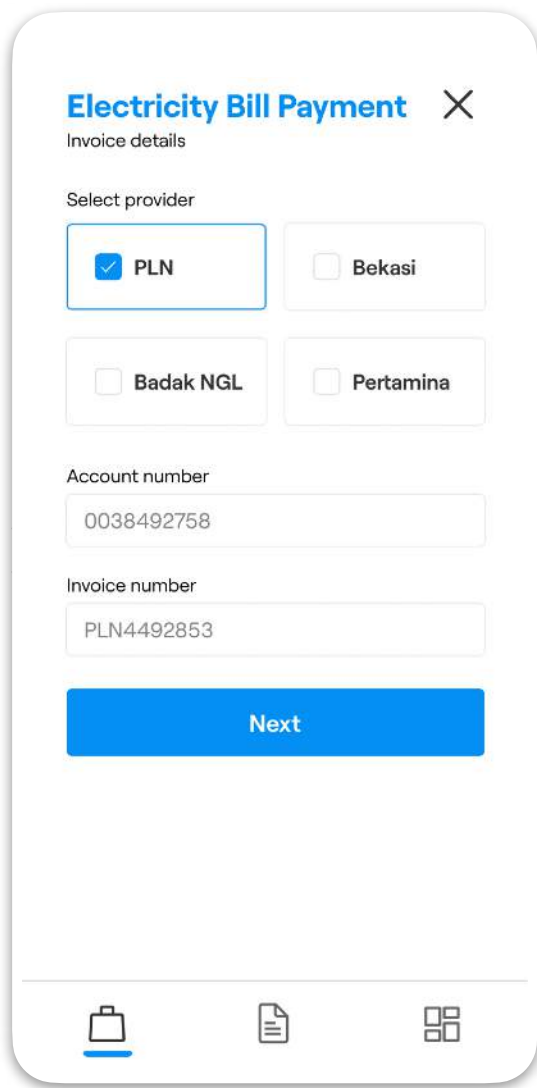 Electricity Bill Payment
Invoice details
Select provider
PLN
Bekasi
Badak NGL
Pertamina
Account number
0038492758
Invoice number
PLN4492853
Next